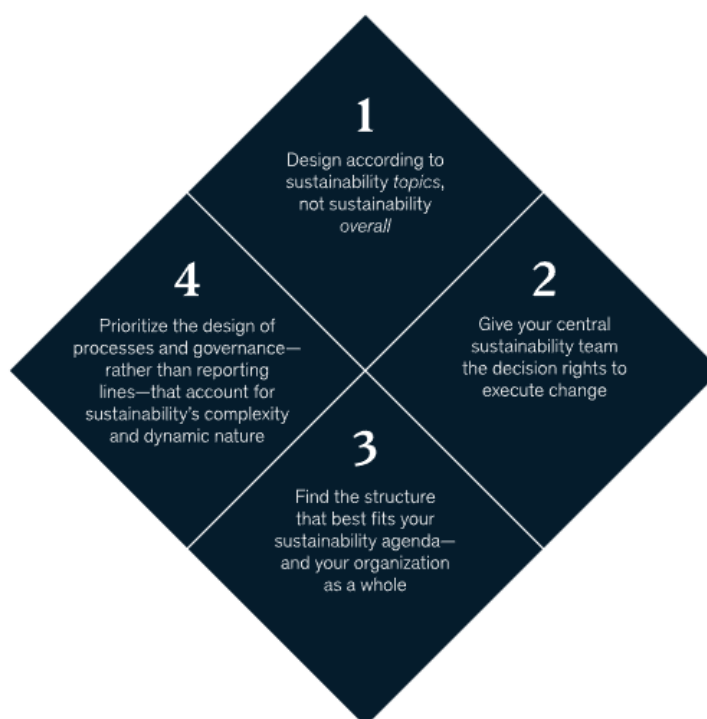 1
Design according to
sustainability topics,
not sustainability
overall
2
Give your central
sustainability team
the decision rights to
execute change
3
Find the structure
that best fits your
sustainability agenda—
and your organization
as a whole
4
Prioritize the design of
processes and governance—
rather than reporting
lines—that account for
sustainability’s complexity
and dynamic nature